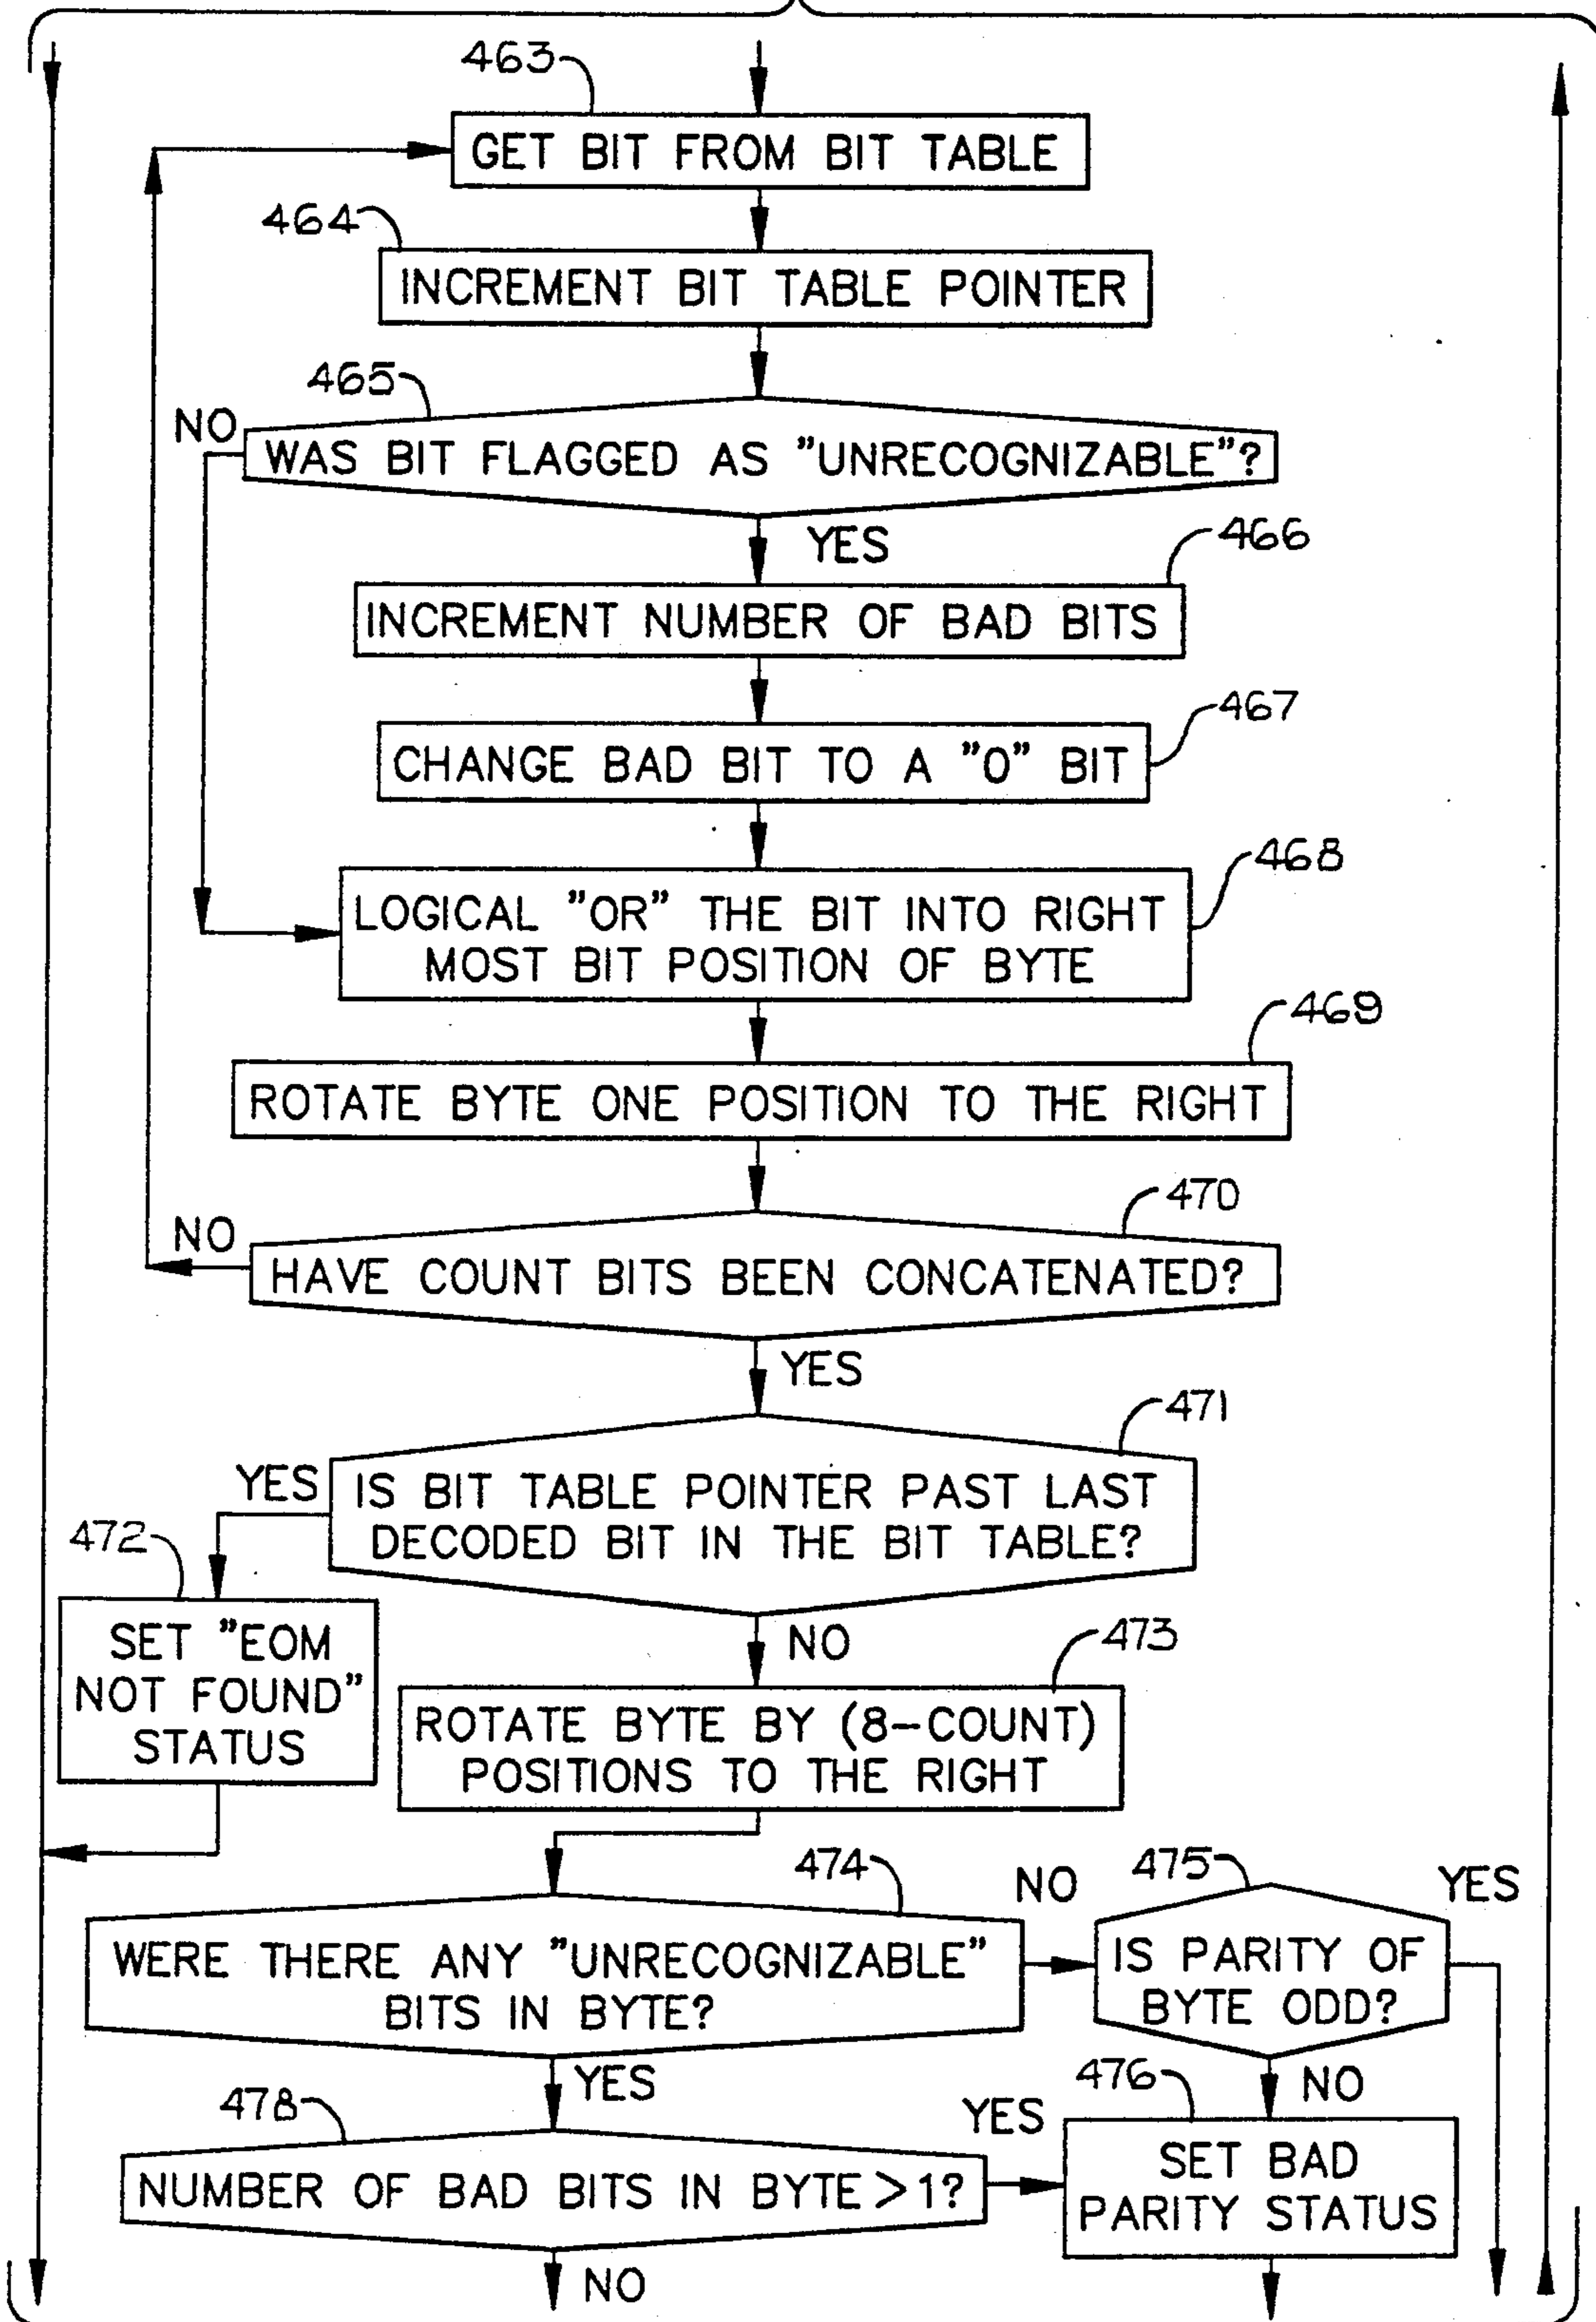 463
GET BIT FROM BIT TABLE
464
INCREMENT BIT TABLE POINTER
465
NO
WAS BIT FLAGGED AS "UNRECOGNIZABLE"?
YES
466
INCREMENT NUMBER OF BAD BITS
467
CHANGE BAD BIT TO A "0" BIT
468
LOGICAL "OR" THE BIT INTO RIGHT
MOST BIT POSITION OF BYTE
469
ROTATE BYTE ONE POSITION TO THE RIGHT
470
NO
HAVE COUNT BITS BEEN CONCATENATED?
YES
471
YES
IS BIT TABLE POINTER PAST LAST
DECODED BIT IN THE BIT TABLE?
472
SET "EOM
NOT FOUND"
STATUS
NO
473
ROTATE BYTE BY (8-COUNT)
POSITIONS TO THE RIGHT
474
NO
475
YES
WERE THERE ANY "UNRECOGNIZABLE"
BITS IN BYTE?
IS PARITY OF
BYTE ODD?
YES
476
NO
478
YES
NUMBER OF BAD BITS IN BYTE >1?
SET BAD
PARITY STATUS
NO